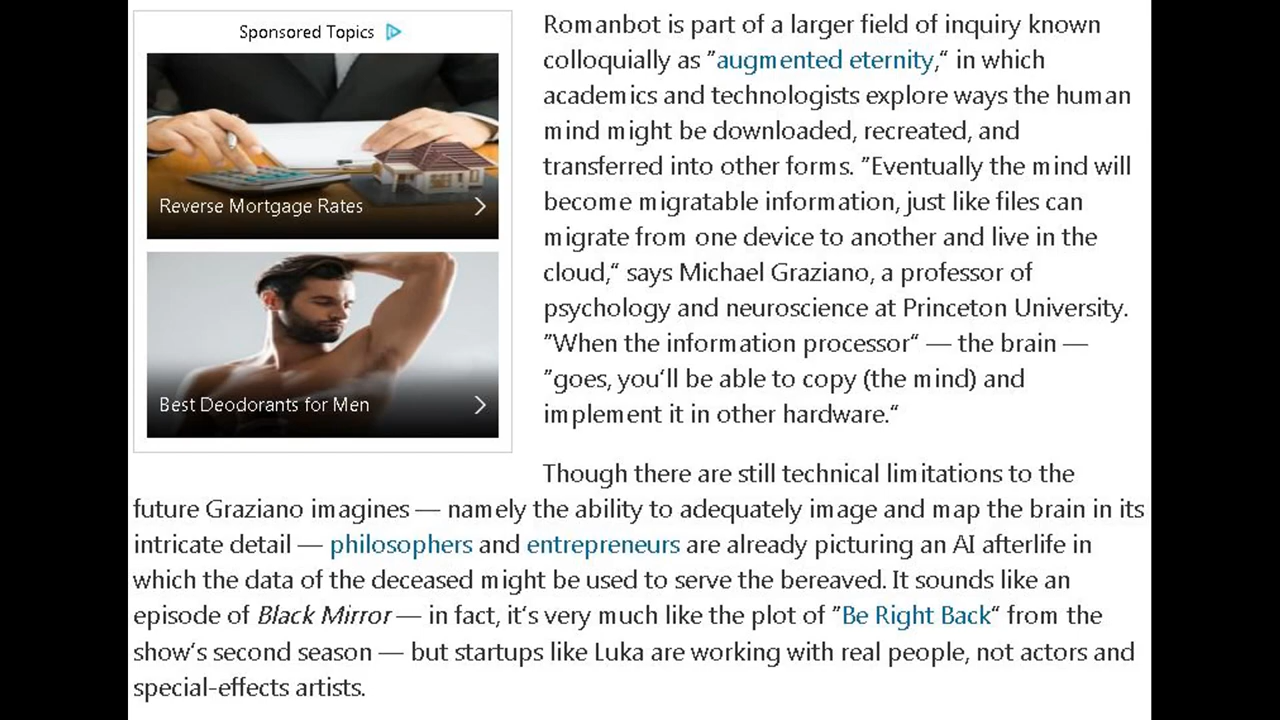 Sponsored Topics
Reverse Mortgage Rates
Best Deodorants for Men
Romanbot is part of a larger field of inquiry known
colloquially as "augmented eternity," in which
academics and technologists explore ways the human
mind might be downloaded, recreated, and
transferred into other forms. "Eventually the mind will
become migratable information, just like files can
migrate from one device to another and live in the
cloud," says Michael Graziano, a professor of
psychology and neuroscience at Princeton University.
"When the information processor" — the brain —
"goes, you'll be able to copy (the mind) and
implement it in other hardware."
Though there are still technical limitations to the
future Graziano imagines — namely the ability to adequately image and map the brain in its
intricate detail — philosophers and entrepreneurs are already picturing an AI afterlife in
which the data of the deceased might be used to serve the bereaved. It sounds like an
episode of Black Mirror — in fact, it's very much like the plot of "Be Right Back" from the
show's second season — but startups like Luka are working with real people, not actors and
special-effects artists.